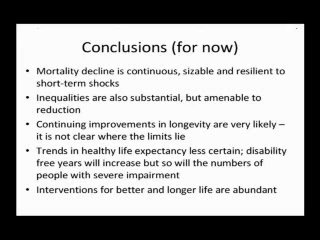 Conclusions (for now)
• Mortality decline is continuous, sizable and resilient to
short-term shocks
• Inequalities are also substantial, but amenable to
reduction
• Continuing improvements in longevity are very likely –
it is not clear where the limits lie
• Trends in healthy life expectancy less certain; disability
free years will increase but so will the numbers of
people with severe impairment
• Interventions for better and longer life are abundant